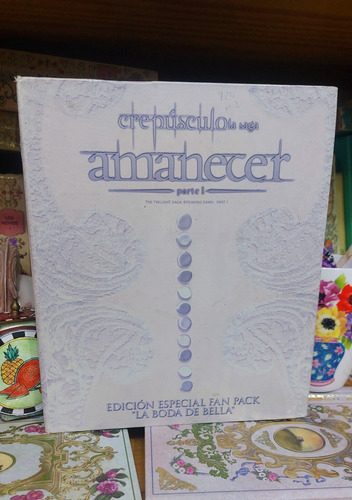 crepúsculo la saga
amanecer
parte 1
THE TWILIGHT SAGA: BREAKING DAWN - PART 1
EDICIÓN ESPECIAL FAN PACK
"LA BODA DE BELLA"